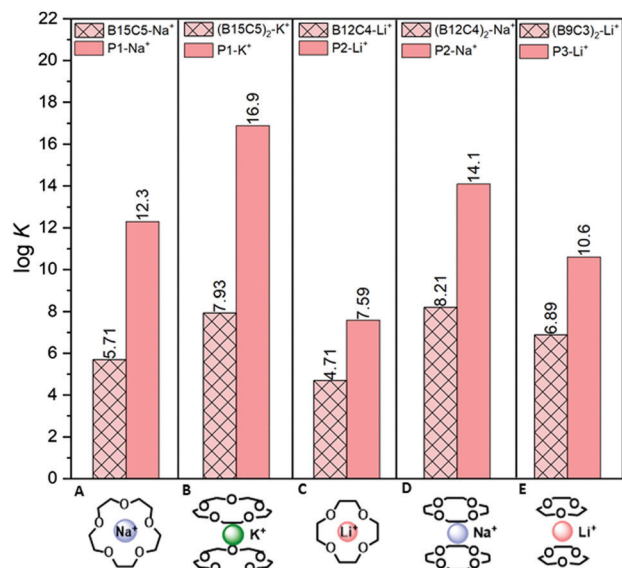 22
20
18
16
14
12
10
8
6
4
2
0
log K
B15C5-Na⁺
P1-Na⁺
5.71
12.3
(B15C5)₂-K⁺
P1-K⁺
7.93
16.9
B12C4-Li⁺
P2-Li⁺
4.71
7.59
(B12C4)₂-Na⁺
P2-Na⁺
8.21
14.1
(B9C3)₂-Li⁺
P3-Li⁺
6.89
10.6
A
B
C
D
E
O
O O
Na⁺
O O
O
O O
K⁺
O
O O
O O
Li⁺
O O
O O
Na⁺
O O
O O
Li⁺
O O